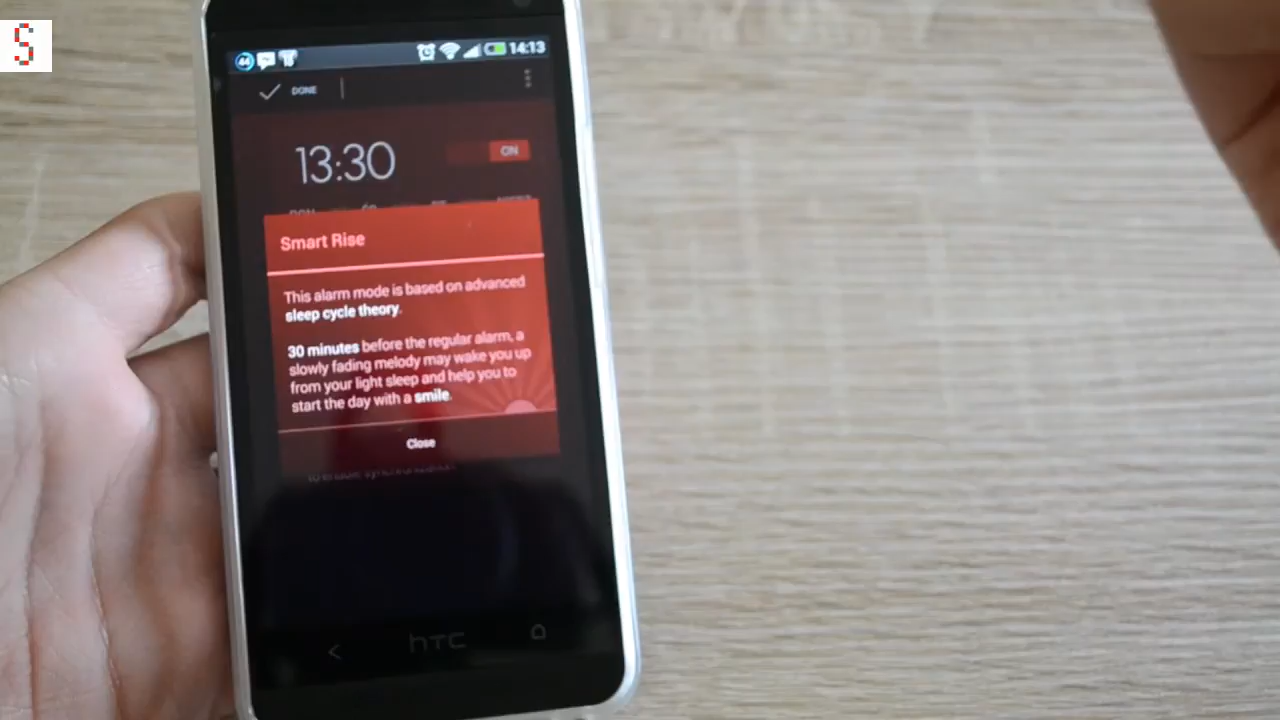 S
44
14:13
DONE
13:30
ON
Smart Rise
This alarm mode is based on advanced
sleep cycle theory.
30 minutes before the regular alarm, a
slowly fading melody may wake you up
from your light sleep and help you to
start the day with a smile.
Close
hTC